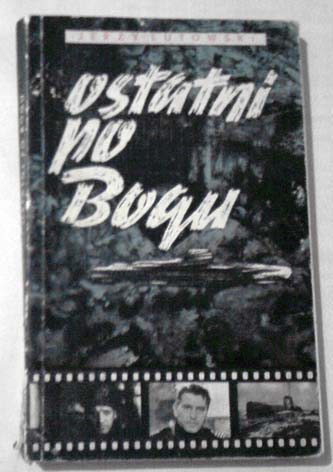 JERZY LUTOWSKI
ostatni
po
Bogu